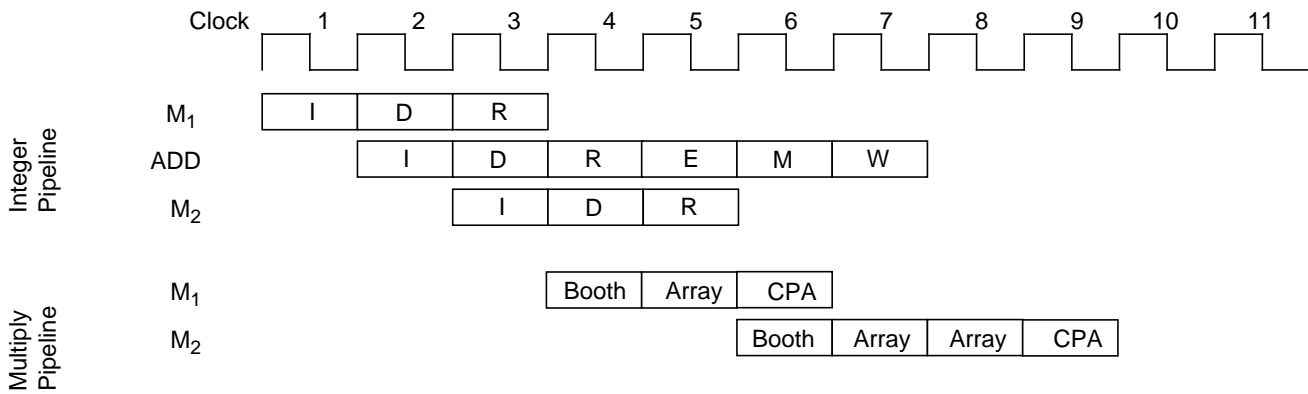 Clock 1 2 3 4 5 6 7 8 9 10 11
Integer
Pipeline
M1 I D R
ADD I D R E M W
M2 I D R
Multiply
Pipeline
M1 Booth Array CPA
M2 Booth Array Array CPA